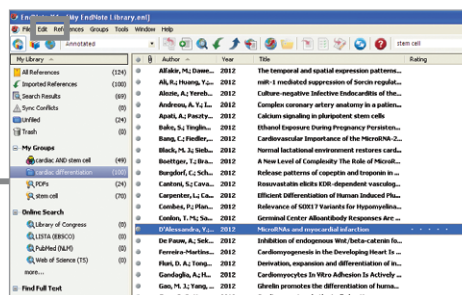 EndNote X4 - [My EndNote Library.enl]
File Edit References Groups Tools Window Help
Annotated stem cell
My Library Author Year Title Rating
All References (124)
Imported References (100)
Search Results (69)
Sync Conflicts (0)
Unfiled (24)
Trash (0)
My Groups
cardiac AND stem cell (49)
cardiac differentiation (100)
PDFs (24)
stem cell (70)
Online Search
Library of Congress (0)
LISTA (EBSCO) (0)
PubMed (NLM) (0)
Web of Science (TS) (0)
more...
Find Full Text
Alfakir, M.; Dawe... 2012 The temporal and spatial expression patterns...
Ali, R.; Huang, Y.... 2012 miR-1 mediated suppression of Sorcin regulat...
Alozie, A; Yereb... 2012 Culture-negative Infective Endocarditis of the...
Andreou, A. Y.; I... 2012 Complex coronary artery anatomy in a patien...
Apati, A.; Paszty... 2012 Calcium signaling in pluripotent stem cells
Bake, S.; Tinglin... 2012 Ethanol Exposure During Pregnancy Persisten...
Bang, C.; Fiedler,... 2012 Cardiovascular Importance of the MicroRNA-2...
Black, M. J.; Sieb... 2012 Normal lactational environment restores card...
Boettger, T.; Bra... 2012 A New Level of Complexity The Role of MicroR...
Burgdorf, C.; Sch... 2012 Release patterns of copeptin and troponin in ...
Cantoni, S.; Cava... 2012 Rosuvastatin elicits KDR-dependent vasculog...
Carpenter, L.; Ca... 2012 Efficient Differentiation of Human Induced Plu...
Combes, P.; Plan... 2012 Relevance of SOX17 Variants for Hypomyelina...
Conlon, T. M.; Sa... 2012 Germinal Center Alloantibody Responses Are ...
D'Alessandra, Y.;... 2012 MicroRNAs and myocardial infarction
De Pauw, A.; Sek... 2012 Inhibition of endogenous Wnt/beta-catenin fo...
Ferreira-Martins... 2012 Cardiomyogenesis in the Developing Heart Is ...
Fluri, D. A.; Tong... 2012 Derivation, expansion and differentiation of in...
Gandaglia, A.; H... 2012 Cardiomyocytes In Vitro Adhesion Is Actively ...
Gao, M. J.; Yang, ... 2012 Ghrelin promotes the differentiation of huma...